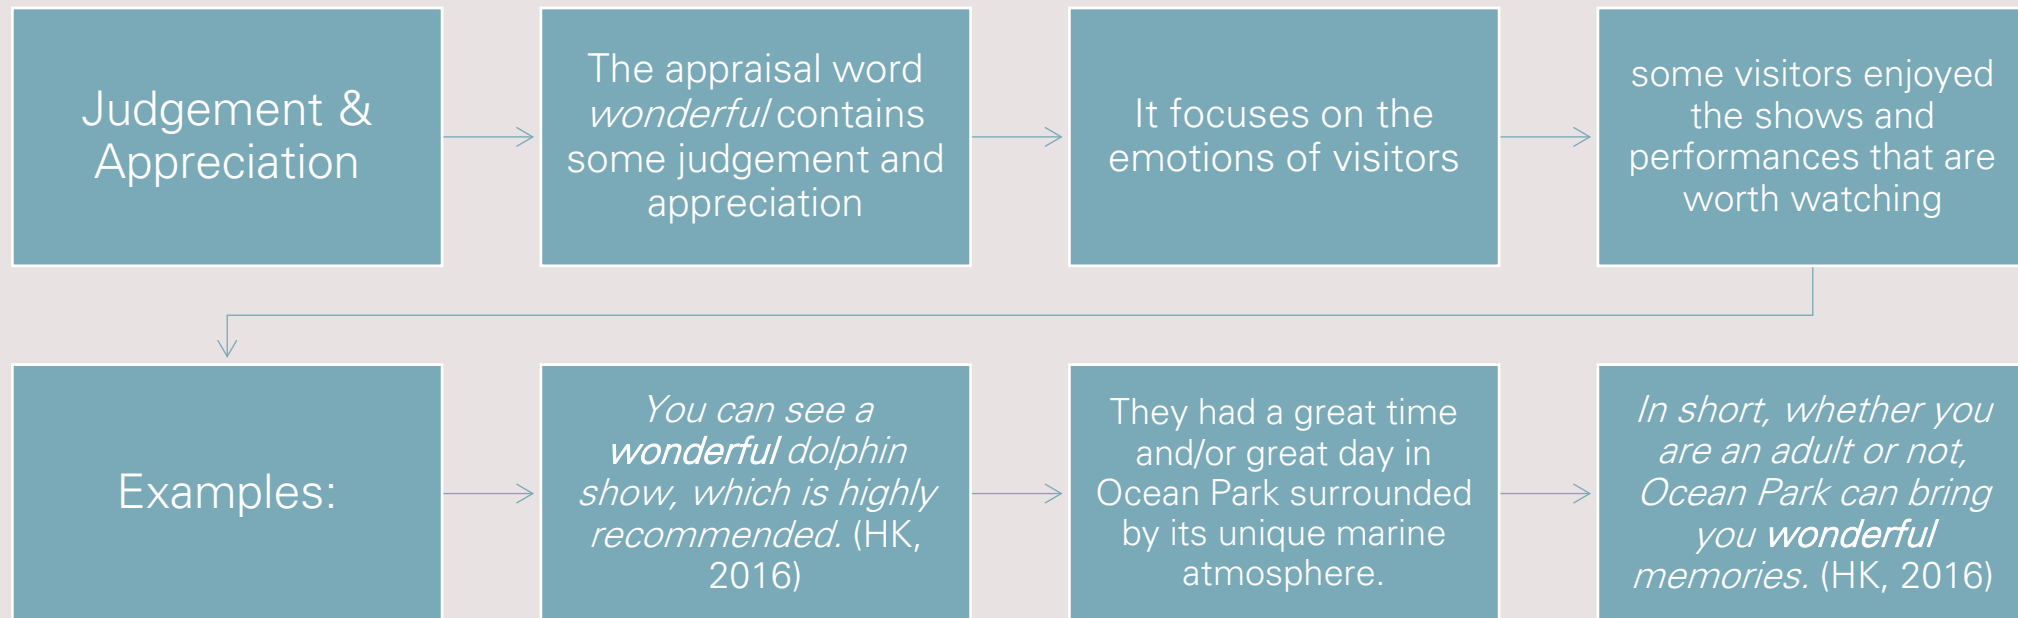 Judgement &
Appreciation
The appraisal word
wonderful contains
some judgement and
appreciation
It focuses on the
emotions of visitors
some visitors enjoyed
the shows and
performances that are
worth watching
Examples:
You can see a
wonderful dolphin
show, which is highly
recommended. (HK,
2016)
They had a great time
and/or great day in
Ocean Park surrounded
by its unique marine
atmosphere.
In short, whether you
are an adult or not,
Ocean Park can bring
you wonderful
memories. (HK, 2016)